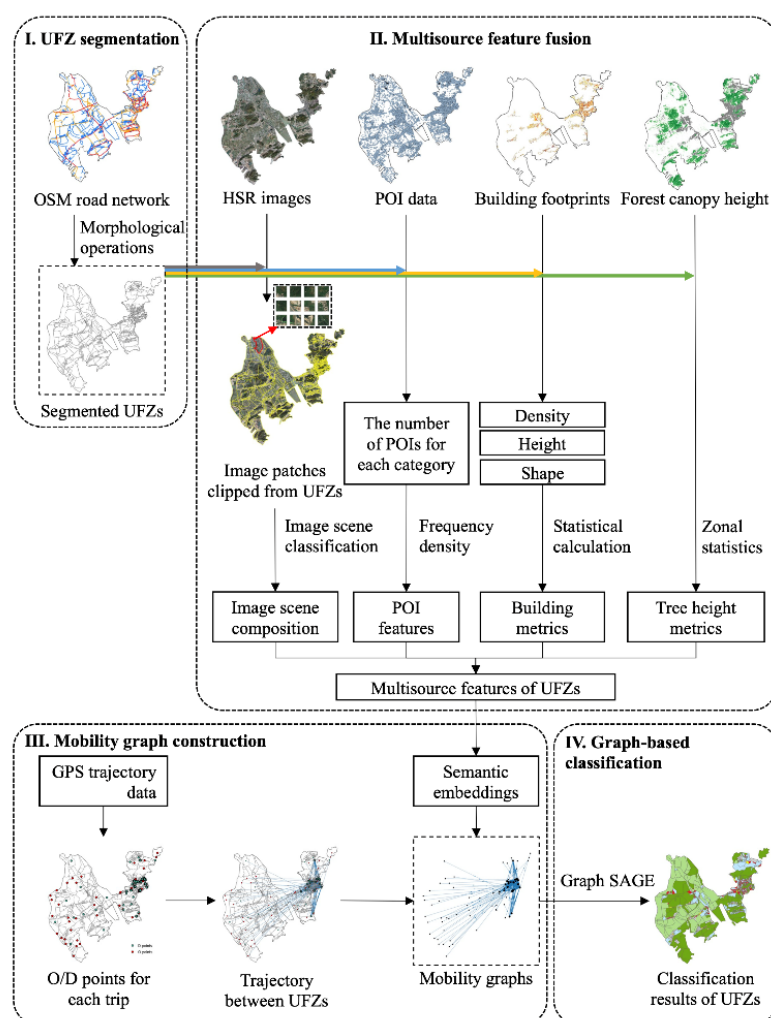 I. UFZ segmentation
OSM road network
Morphological
operations
Segmented UFZs
II. Multisource feature fusion
HSR images
POI data
Building footprints
Forest canopy height
Image patches
clipped from UFZs
The number
of POIs for
each category
Density
Height
Shape
Image scene
classification
Frequency
density
Statistical
calculation
Zonal
statistics
Image scene
composition
POI
features
Building
metrics
Tree height
metrics
Multisource features of UFZs
III. Mobility graph construction
GPS trajectory
data
O/D points for
each trip
Trajectory
between UFZs
Semantic
embeddings
Mobility graphs
IV. Graph-based
classification
Graph SAGE
Classification
results of UFZs